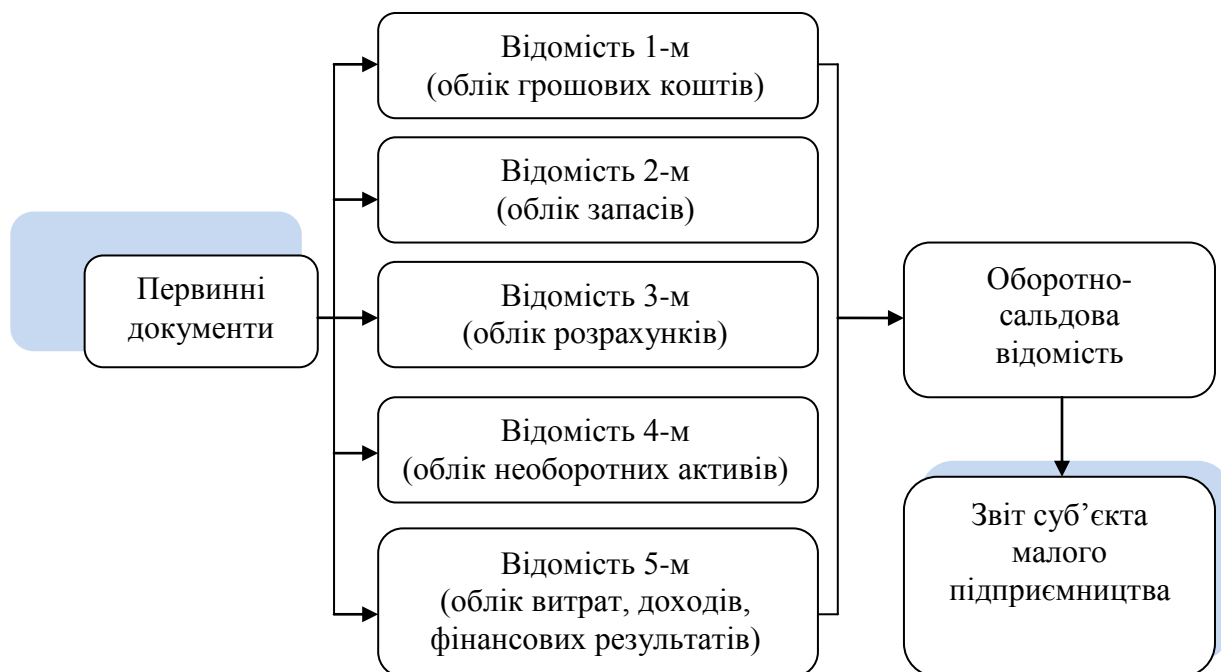 Первинні
документи
Відомість 1-м
(облік грошових коштів)
Відомість 2-м
(облік запасів)
Відомість 3-м
(облік розрахунків)
Відомість 4-м
(облік необоротних активів)
Відомість 5-м
(облік витрат, доходів,
фінансових результатів)
Оборотно-
сальдова
відомість
Звіт суб’єкта
малого
підприємництва